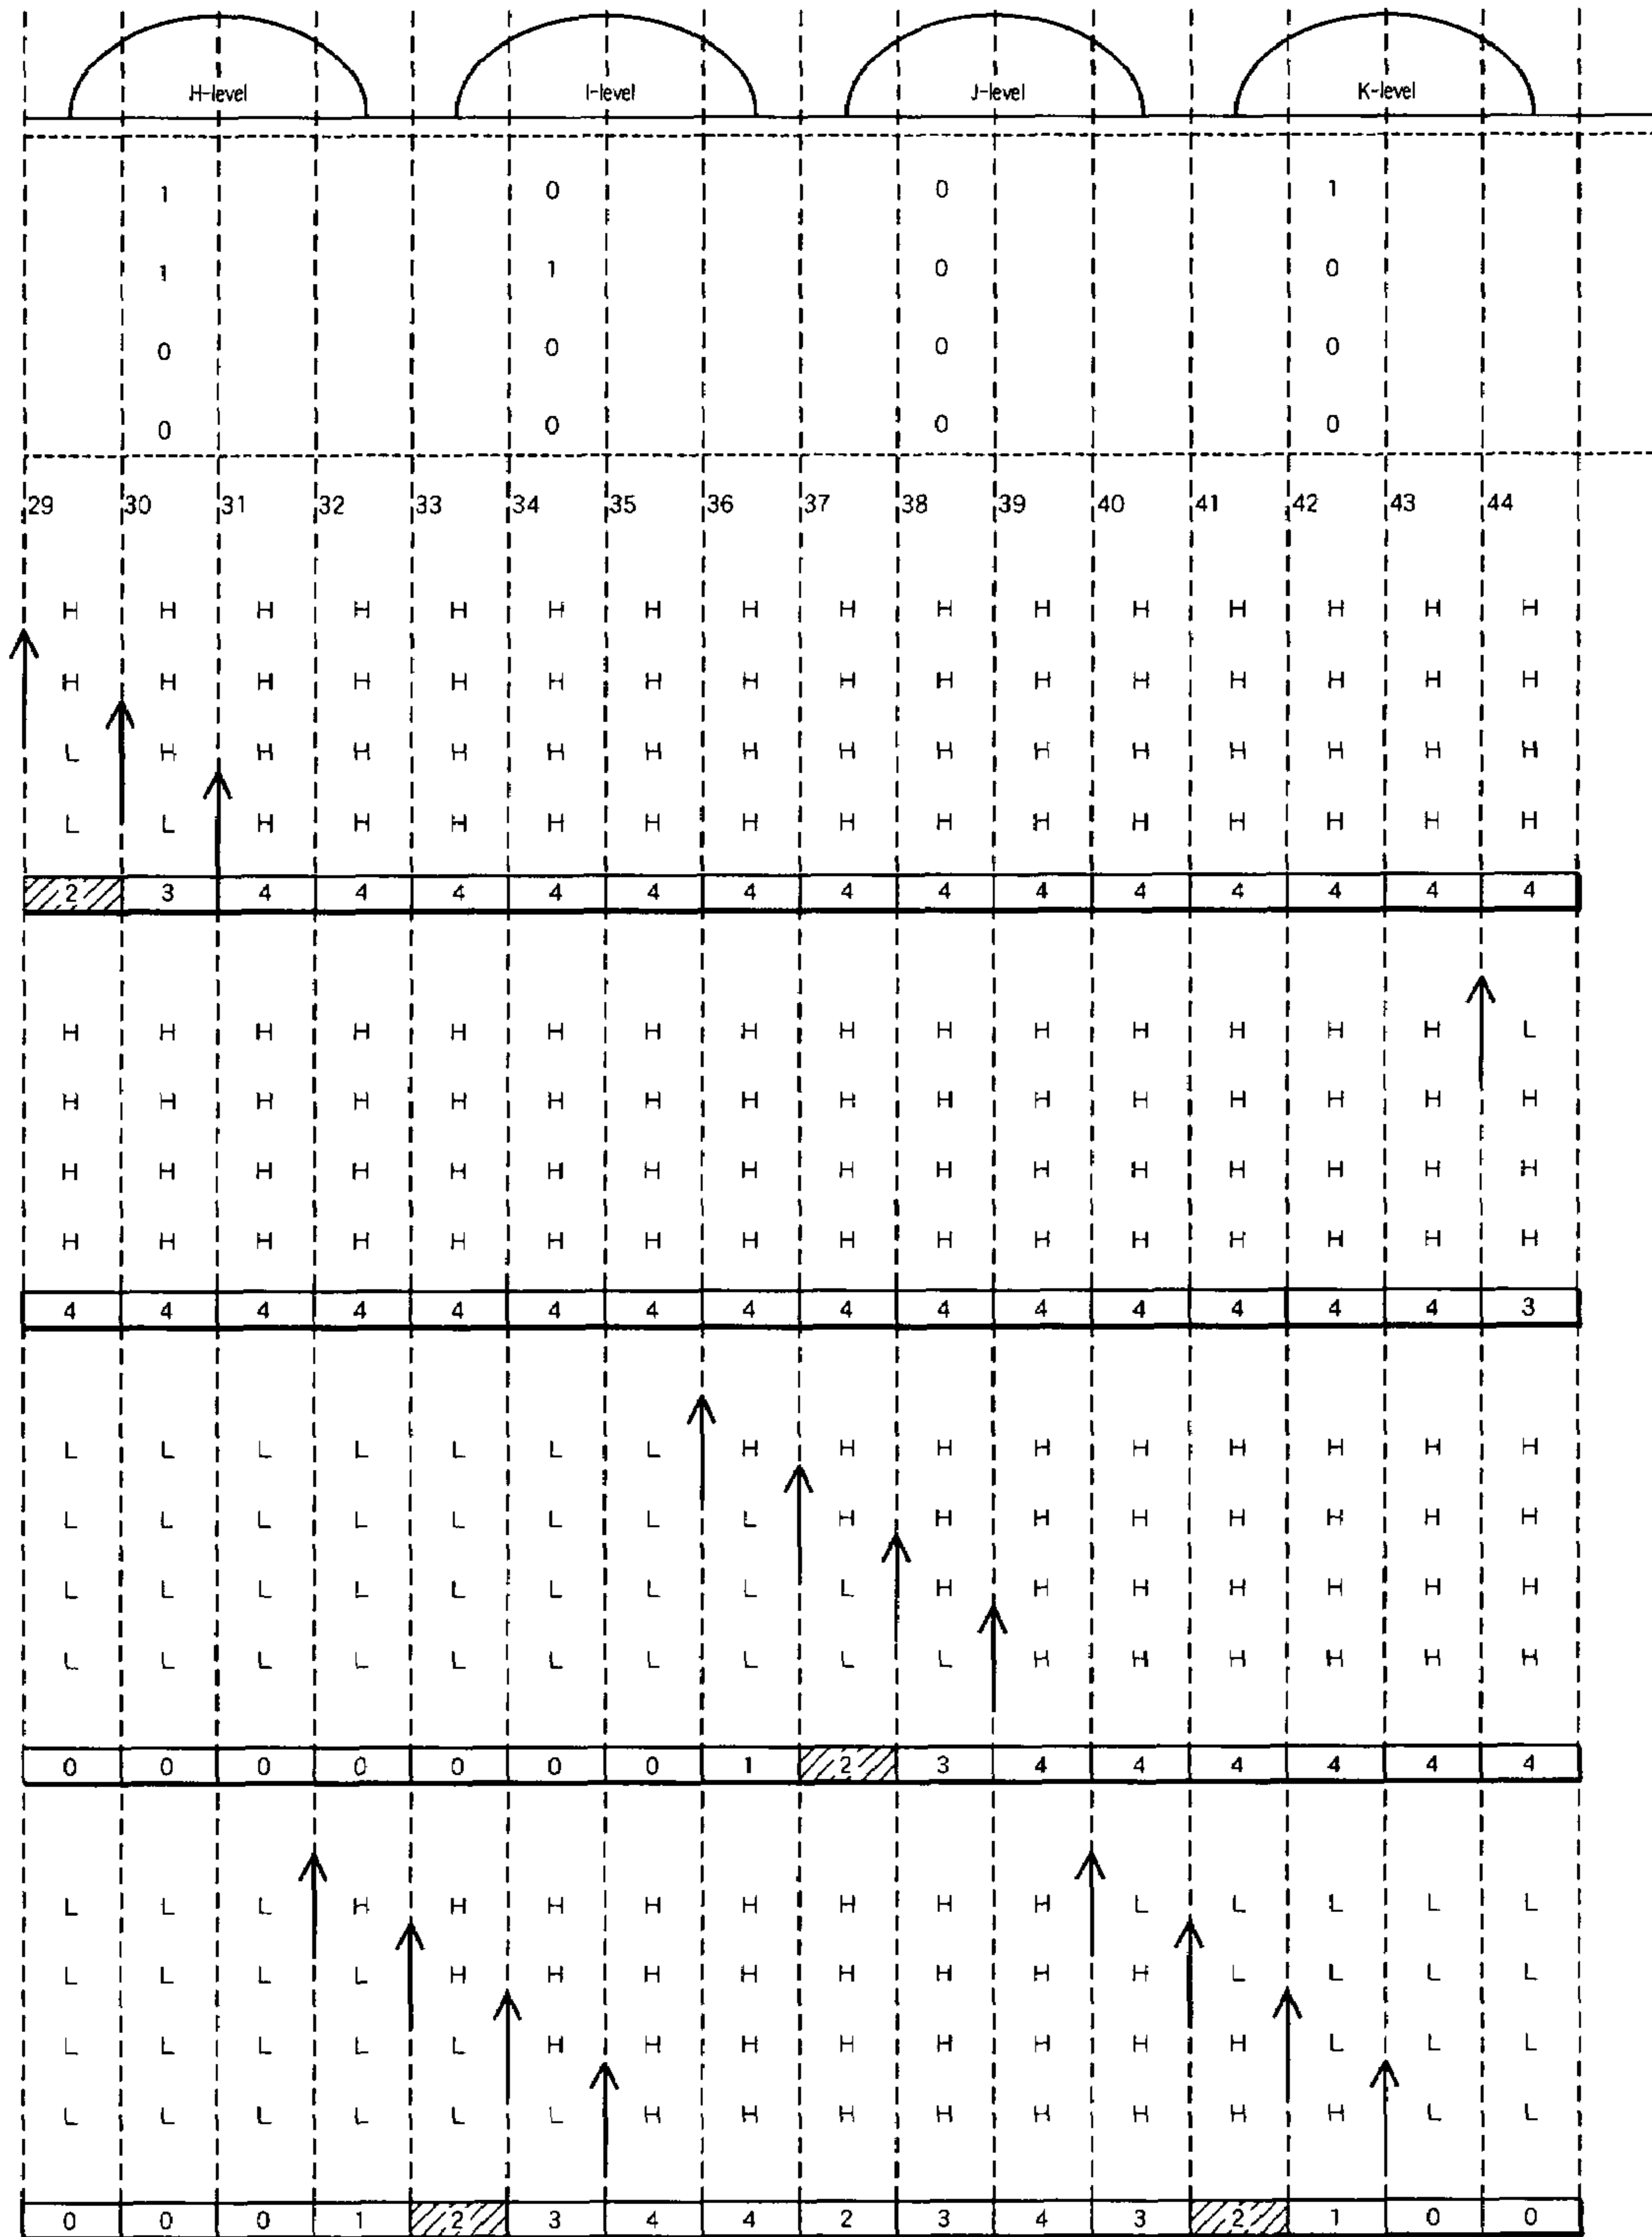 H-level I-level J-level K-level
1 0 0 1
1 1 0 0
0 0 0 0
0 0 0 0
29 30 31 32 33 34 35 36 37 38 39 40 41 42 43 44
H H H H H H H H H H H H H H H H
H H H H H H H H H H H H H H H H
L H H H H H H H H H H H H H H H
L L H H H H H H H H H H H H H H
2 3 4 4 4 4 4 4 4 4 4 4 4 4 4 4
H H H H H H H H H H H H H H H L
H H H H H H H H H H H H H H H H
H H H H H H H H H H H H H H H H
H H H H H H H H H H H H H H H H
4 4 4 4 4 4 4 4 4 4 4 4 4 4 4 3
L L L L L L L H H H H H H H H H
L L L L L L L L H H H H H H H H
L L L L L L L L L H H H H H H H
L L L L L L L L L L H H H H H H
0 0 0 0 0 0 0 1 2 3 4 4 4 4 4 4
L L L H H H H H H H H L L L L L
L L L L H H H H H H H H L L L L
L L L L L H H H H H H H H L L L
L L L L L L H H H H H H H H L L
0 0 0 1 2 3 4 4 2 3 4 3 2 1 0 0